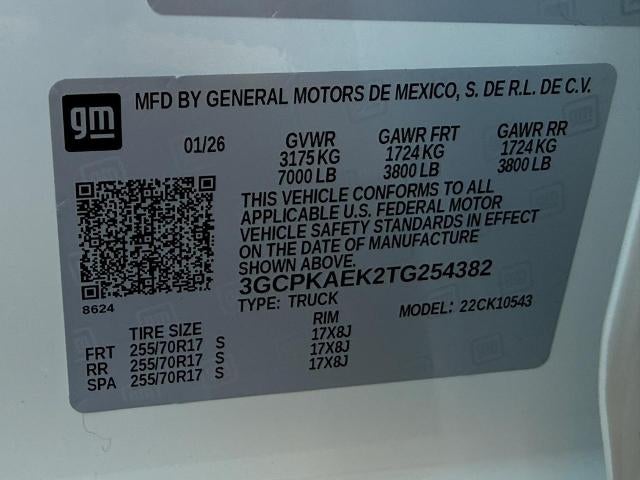 gm
MFD BY GENERAL MOTORS DE MEXICO, S. DE R.L. DE C.V.
01/26 GVWR GAWR FRT GAWR RR
3175 KG 1724 KG 1724 KG
7000 LB 3800 LB 3800 LB
THIS VEHICLE CONFORMS TO ALL
APPLICABLE U.S. FEDERAL MOTOR
VEHICLE SAFETY STANDARDS IN EFFECT
ON THE DATE OF MANUFACTURE
SHOWN ABOVE.
3GCPKAEK2TG254382
8624
TYPE: TRUCK MODEL: 22CK10543
TIRE SIZE RIM
FRT 255/70R17 S 17X8J
RR 255/70R17 S 17X8J
SPA 255/70R17 S 17X8J